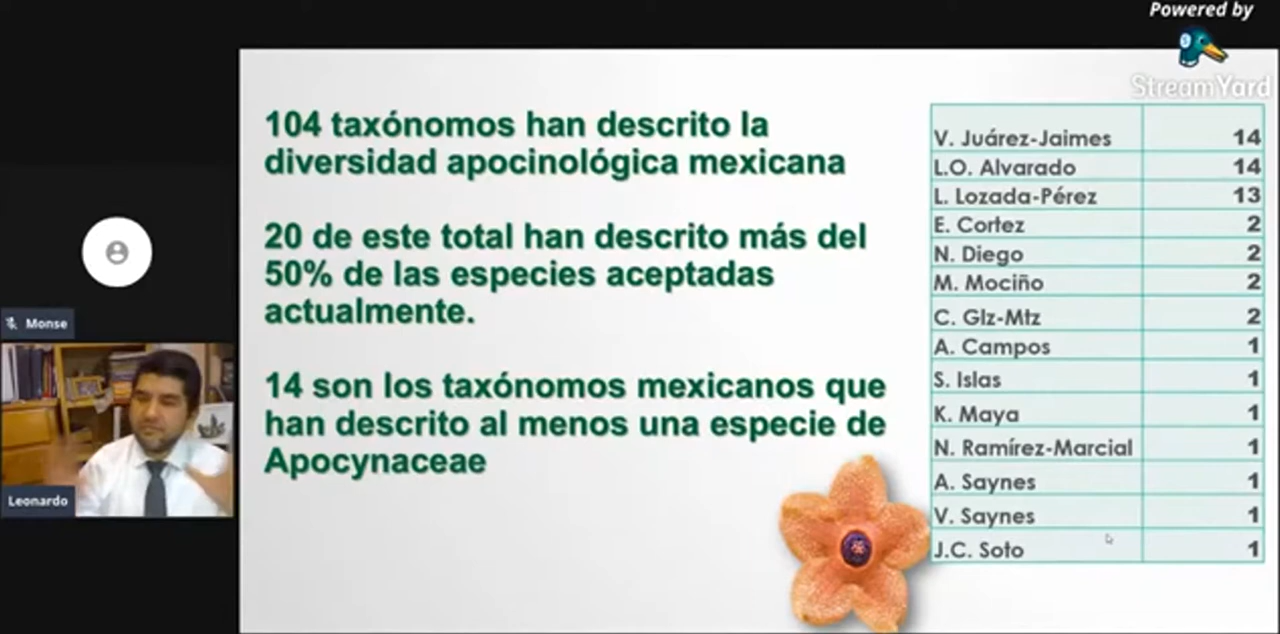 Powered by
StreamYard
104 taxónomos han descrito la
diversidad apocinológica mexicana
20 de este total han descrito más del
50% de las especies aceptadas
actualmente.
14 son los taxónomos mexicanos que
han descrito al menos una especie de
Apocynaceae
V. Juárez-Jaimes 14
L.O. Alvarado 14
L. Lozada-Pérez 13
E. Cortez 2
N. Diego 2
M. Mociño 2
C. Glz-Mtz 2
A. Campos 1
S. Islas 1
K. Maya 1
N. Ramírez-Marcial 1
A. Saynes 1
V. Saynes 1
J.C. Soto 1
Monse
Leonardo